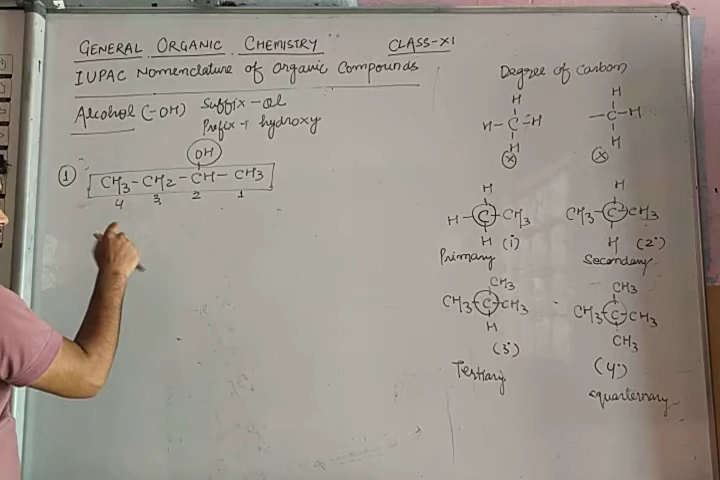 GENERAL ORGANIC CHEMISTRY CLASS-XI
IUPAC Nomenclature of Organic Compounds
Alcohol (-OH) Suffix - ol
Prefix → hydroxy
OH
① CH3-CH2-CH-CH3
4 3 2 1
Degree of Carbon
H H
H-C-H -C-H
H H
(x) (x)
H H
H-C-CH3 CH3-C-CH3
H (1°) H (2°)
Primary Secondary
CH3 CH3
CH3-C-CH3 CH3-C-CH3
H CH3
(3°) (4°)
Tertiary quarternary